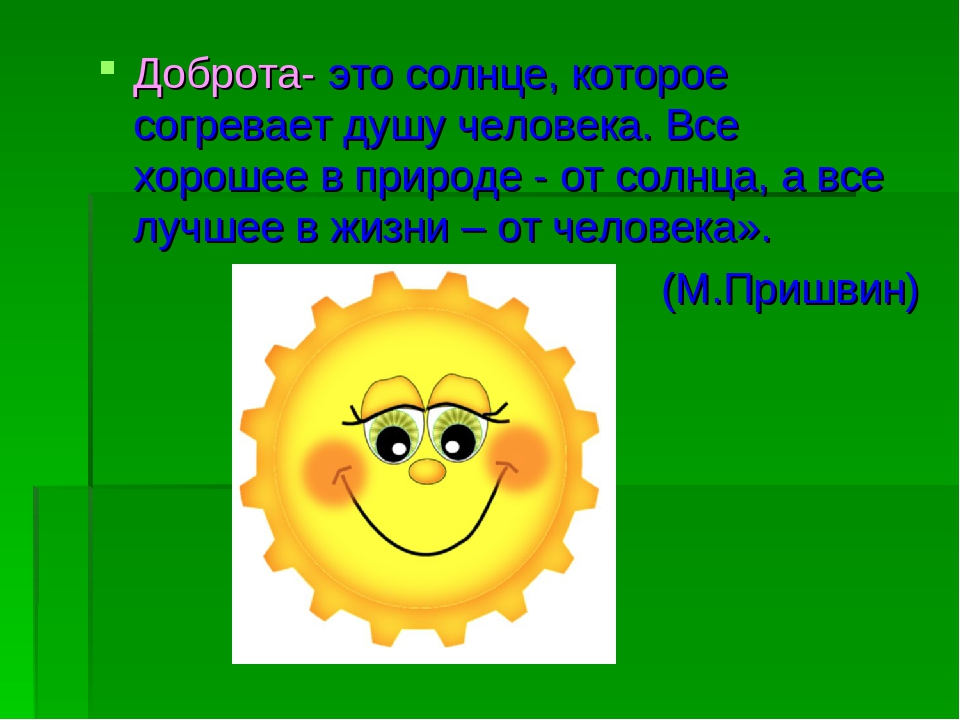 Доброта- это солнце, которое
согревает душу человека. Все
хорошее в природе - от солнца, а все
лучшее в жизни – от человека».
(М.Пришвин)